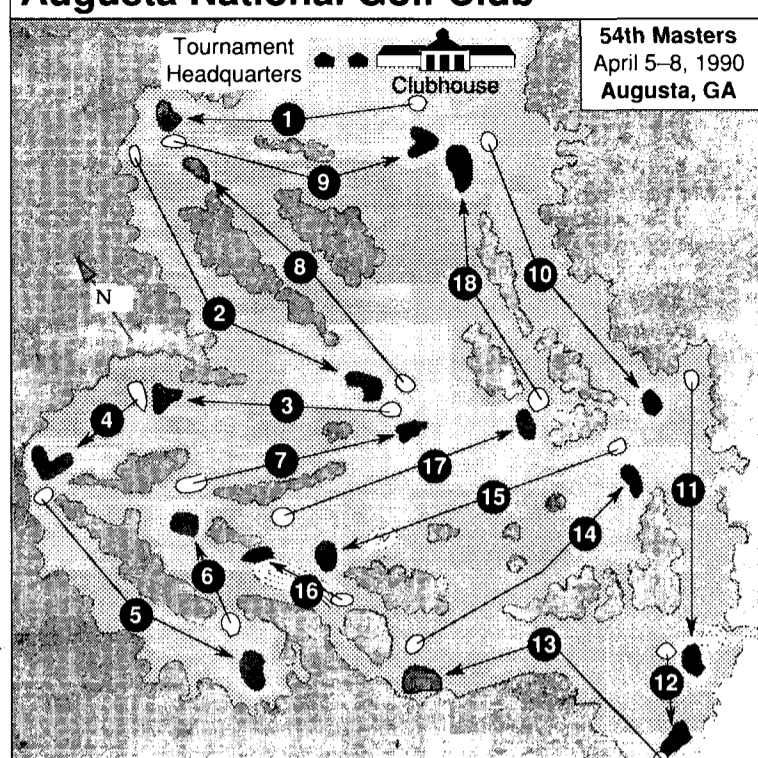 Augusta National Golf Club
54th Masters
April 5–8, 1990
Augusta, GA
Tournament
Headquarters
Clubhouse
1
9
8
18
10
2
N
4
3
7
17
15
11
14
6
16
5
13
12